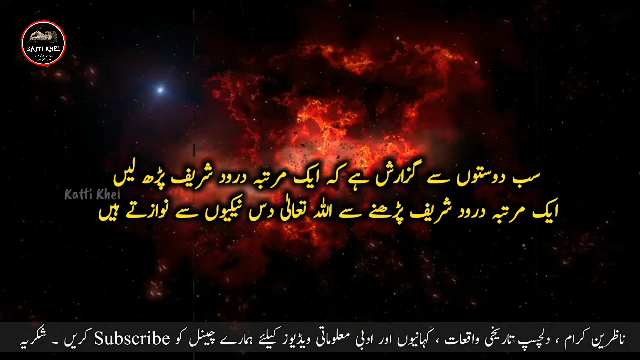 KATTI KHEL
سب دوستوں سے گزارش ہے کہ ایک مرتبہ درود شریف پڑھ لیں
Katti Khel
ایک مرتبہ درود شریف پڑھنے سے اللہ تعالیٰ دس نیکیوں سے نوازتے ہیں
ناظرین کرام ، دلچسپ تاریخی واقعات ، کہانیوں اور ادبی معلوماتی ویڈیوز کیلئے ہمارے چینل کو Subscribe کریں ۔ شکریہ